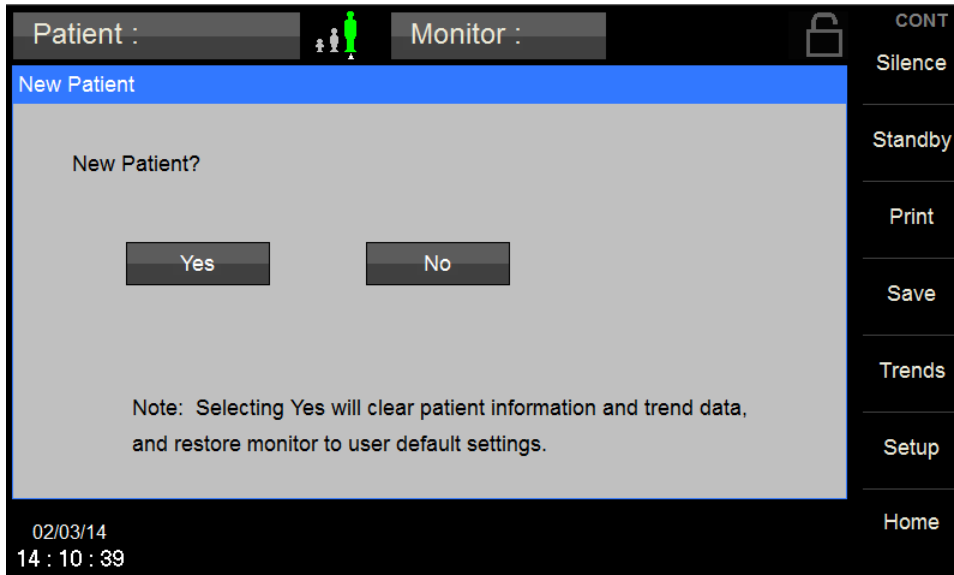 Patient :
Monitor :
CONT
Silence
New Patient
Standby
New Patient?
Print
Yes
No
Save
Trends
Note: Selecting Yes will clear patient information and trend data,
and restore monitor to user default settings.
Setup
Home
02/03/14
14 : 10 : 39